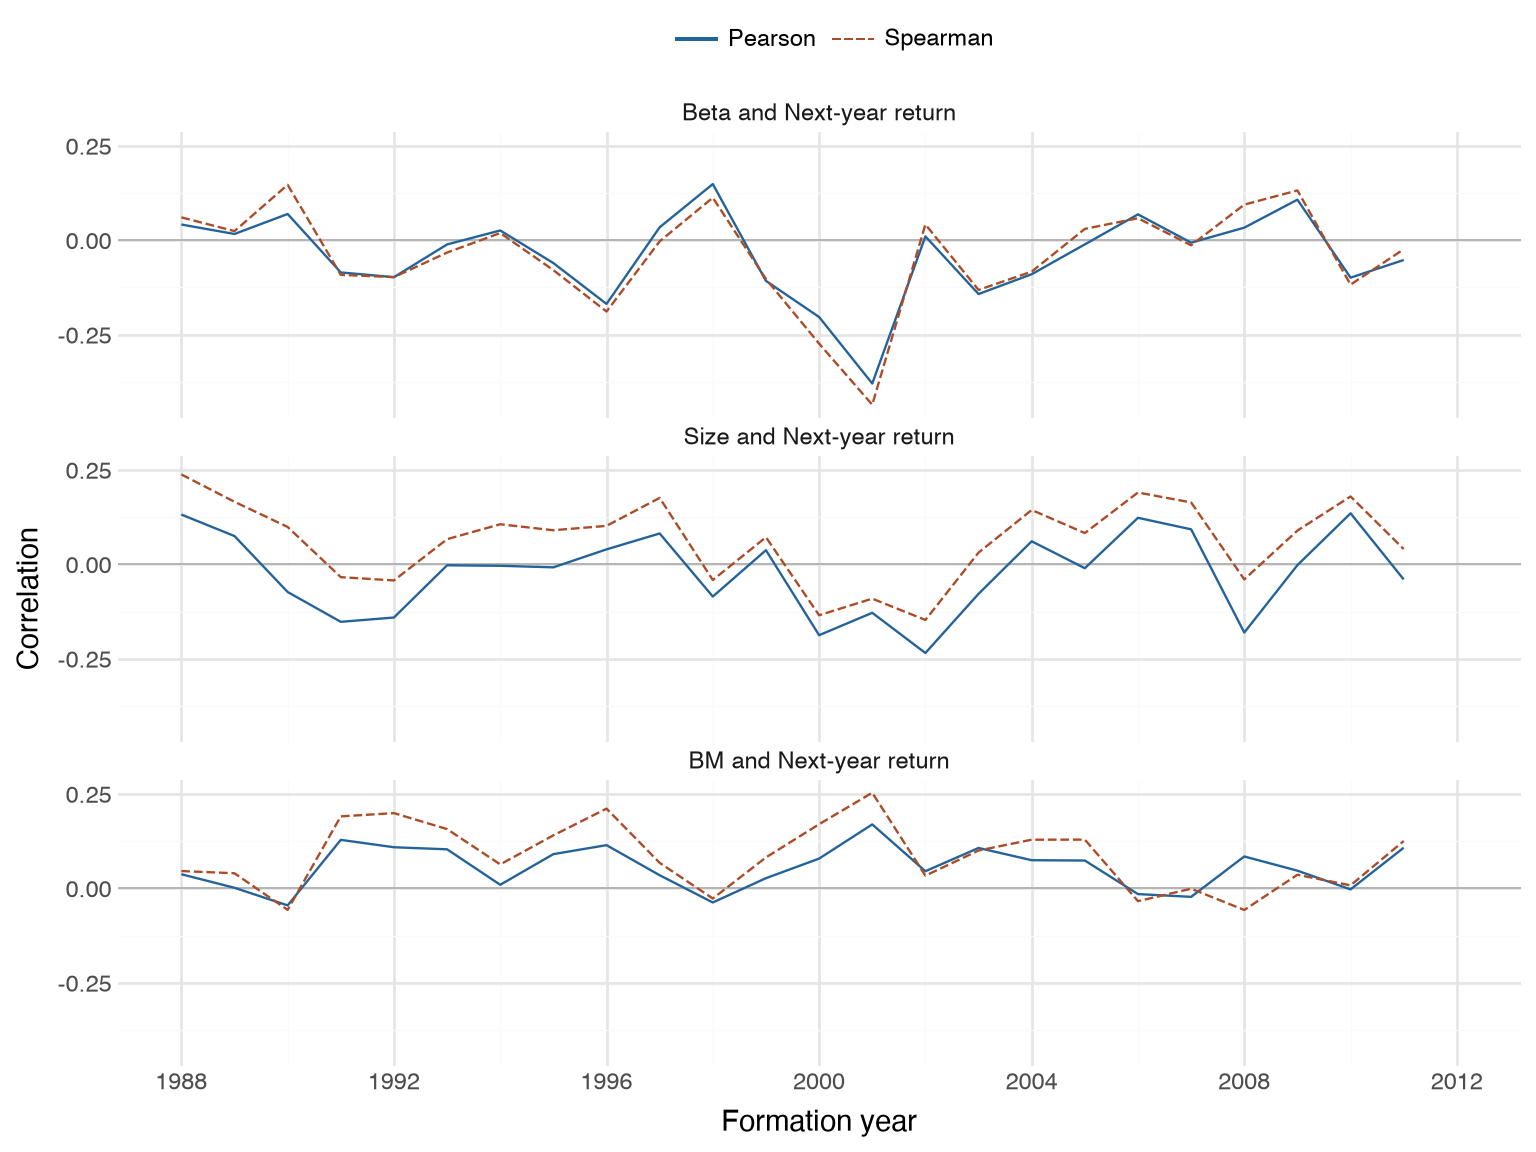 Pearson Spearman
Beta and Next-year return
0.25
0.00
-0.25
Size and Next-year return
0.25
0.00
-0.25
BM and Next-year return
0.25
0.00
-0.25
Correlation
1988 1992 1996 2000 2004 2008 2012
Formation year